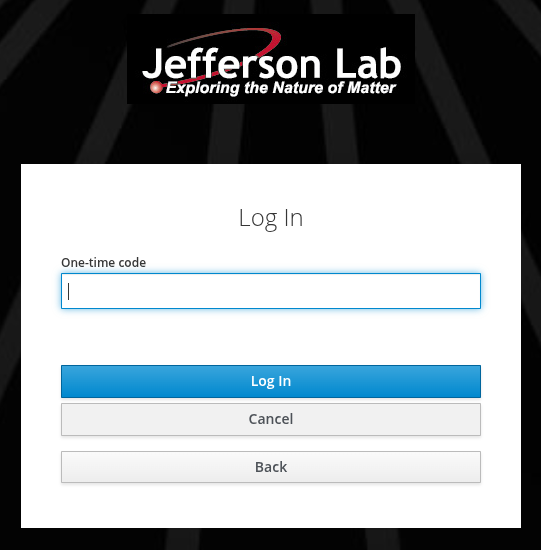 Jefferson Lab
Exploring the Nature of Matter
Log In
One-time code
Log In
Cancel
Back